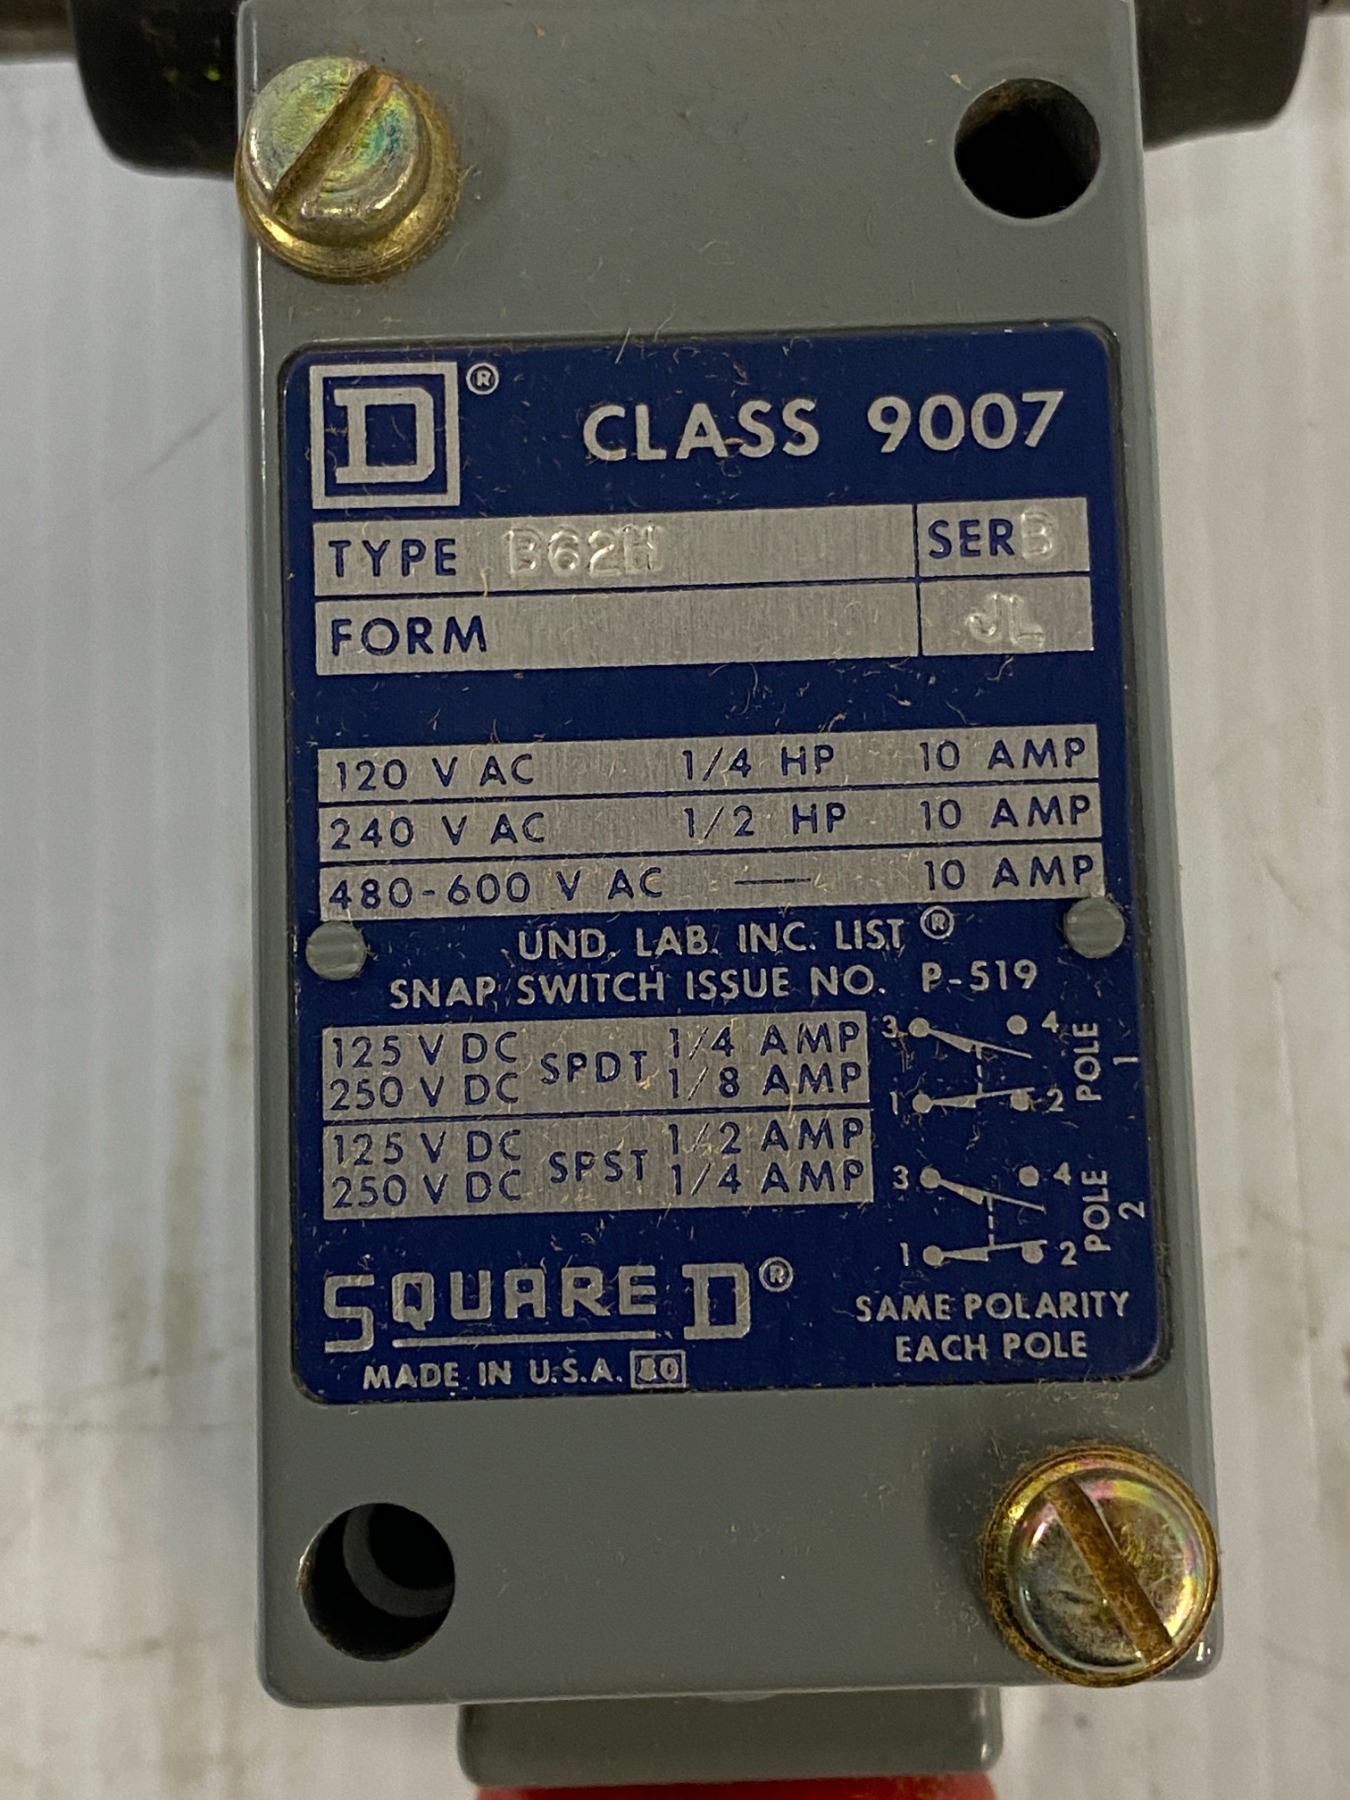 D ® CLASS 9007
TYPE B62H SER B
FORM JL
120 V AC 1/4 HP 10 AMP
240 V AC 1/2 HP 10 AMP
480-600 V AC — 10 AMP
UND. LAB. INC. LIST ®
SNAP SWITCH ISSUE NO. P-519
125 V DC SPDT 1/4 AMP
250 V DC 1/8 AMP
125 V DC SPST 1/2 AMP
250 V DC 1/4 AMP
3 4 POLE 1
1 2
3 4 POLE 2
1 2
SAME POLARITY
EACH POLE
SQUARE D ®
MADE IN U.S.A.